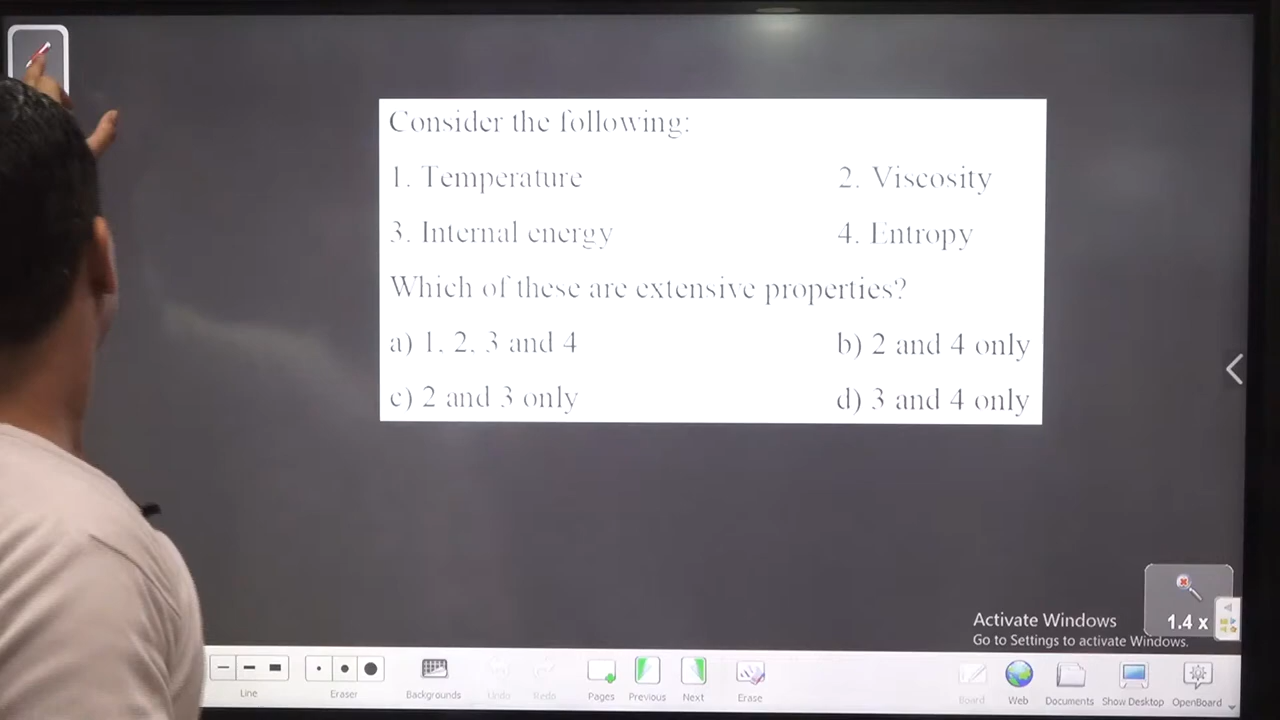 Consider the following:
1. Temperature 2. Viscosity
3. Internal energy 4. Entropy
Which of these are extensive properties?
a) 1, 2, 3 and 4 b) 2 and 4 only
c) 2 and 3 only d) 3 and 4 only
1.4 x
Activate Windows
Go to Settings to activate Windows.
Line Eraser Backgrounds Undo Redo Pages Previous Next Erase Board Web Documents Show Desktop OpenBoard